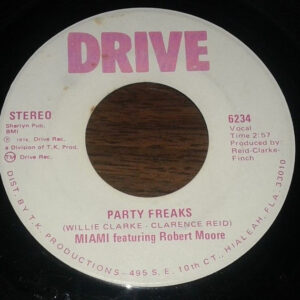 DRIVE
STEREO
Sherlyn Pub.
BMI
Ⓟ 1974, Drive Rec.
a Division of T.K. Prod.
TM Drive, Rec.
6234
Vocal
Time 2:57
Produced by:
Reid-Clarke-
Finch
PARTY FREAKS
(WILLIE CLARKE - CLARENCE REID)
MIAMI featuring Robert Moore
DIST. BY T.K. PRODUCTIONS-495 S.E. 10th CT., HIALEAH, FLA. 33010